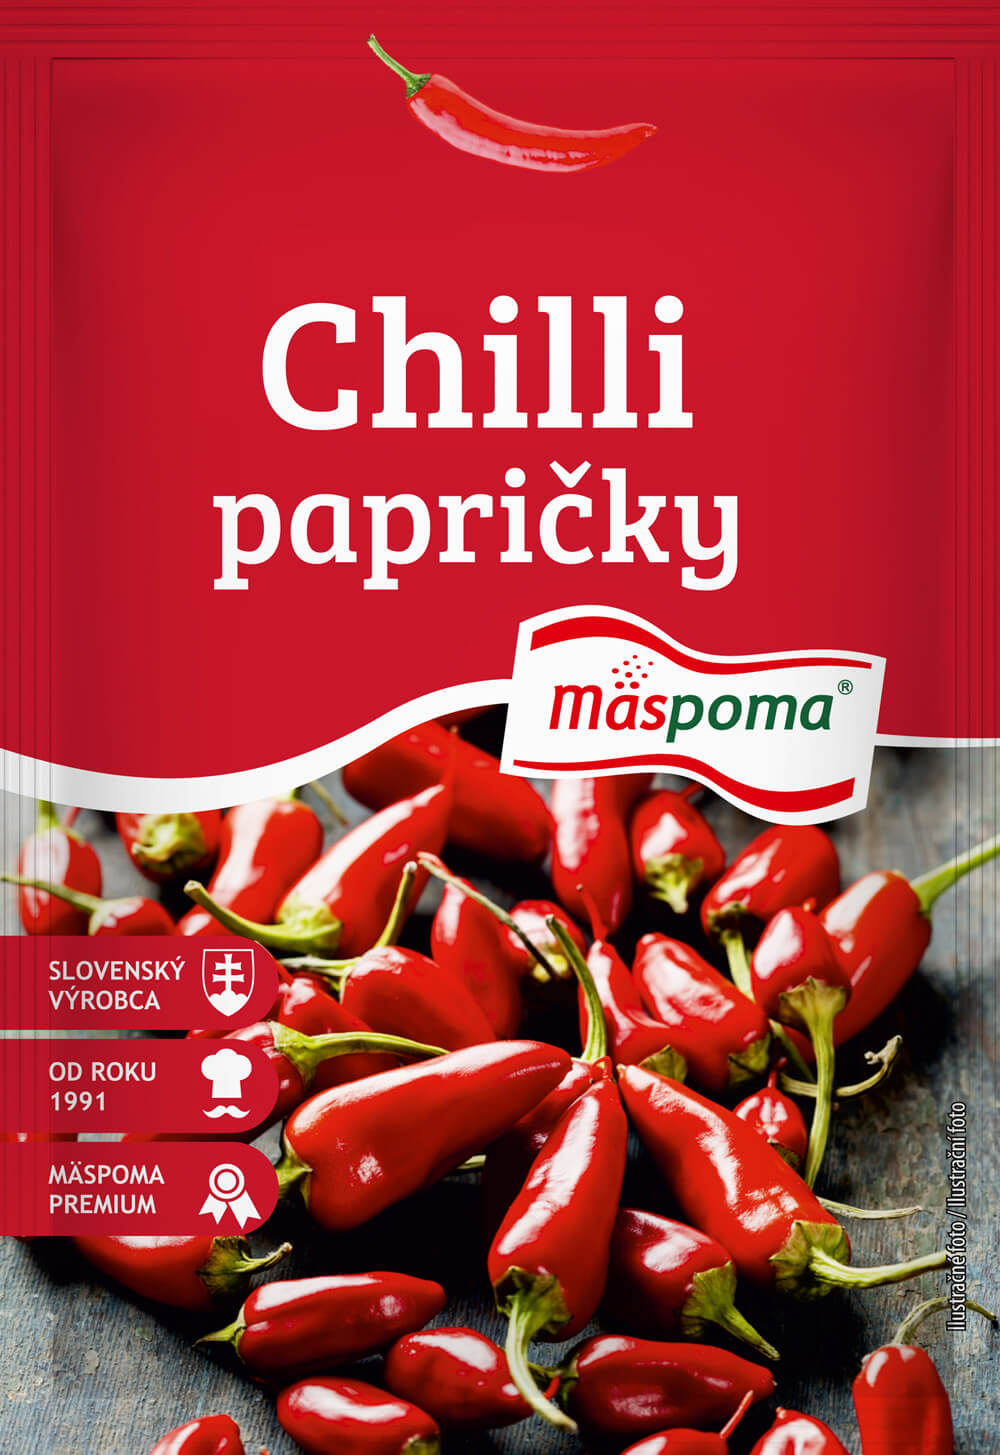 Chilli
papričky
mäspoma®
SLOVENSKÝ
VÝROBCA
OD ROKU
1991
MÄSPOMA
PREMIUM
Ilustračné foto / Ilustrační foto